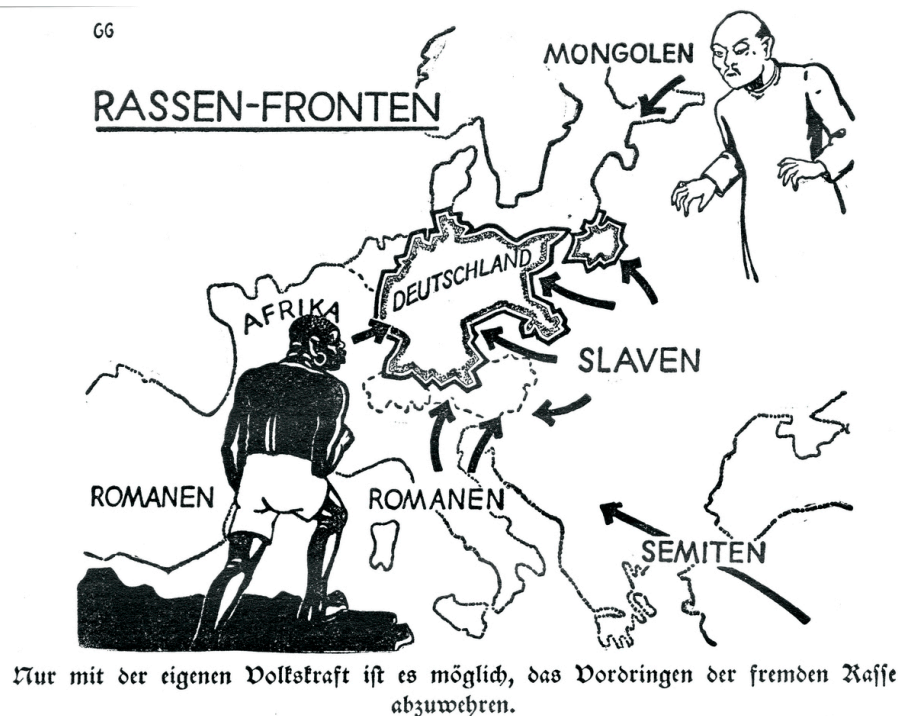 GG
RASSEN-FRONTEN
MONGOLEN
DEUTSCHLAND
AFRIKA
SLAVEN
ROMANEN
ROMANEN
SEMITEN
Nur mit der eigenen Volkskraft ist es möglich, das Vordringen der fremden Rasse
abzuwehren.